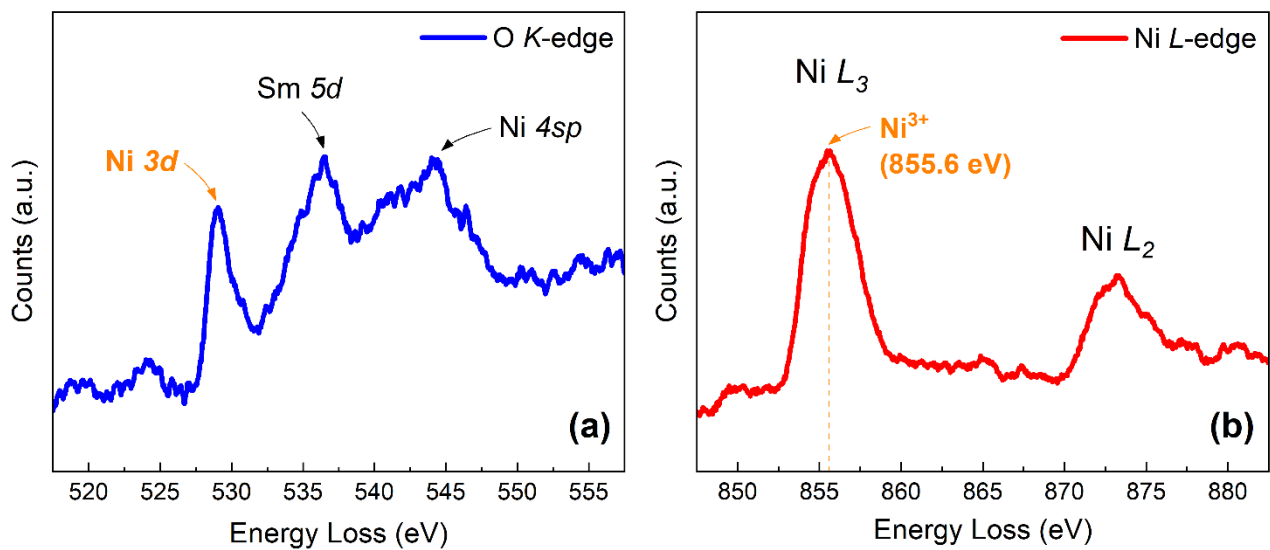 O K-edge
Sm 5d
Ni 4sp
Ni 3d
Counts (a.u.)
(a)
520 525 530 535 540 545 550 555
Energy Loss (eV)
Ni L-edge
Ni L3
Ni3+
(855.6 eV)
Ni L2
Counts (a.u.)
(b)
850 855 860 865 870 875 880
Energy Loss (eV)